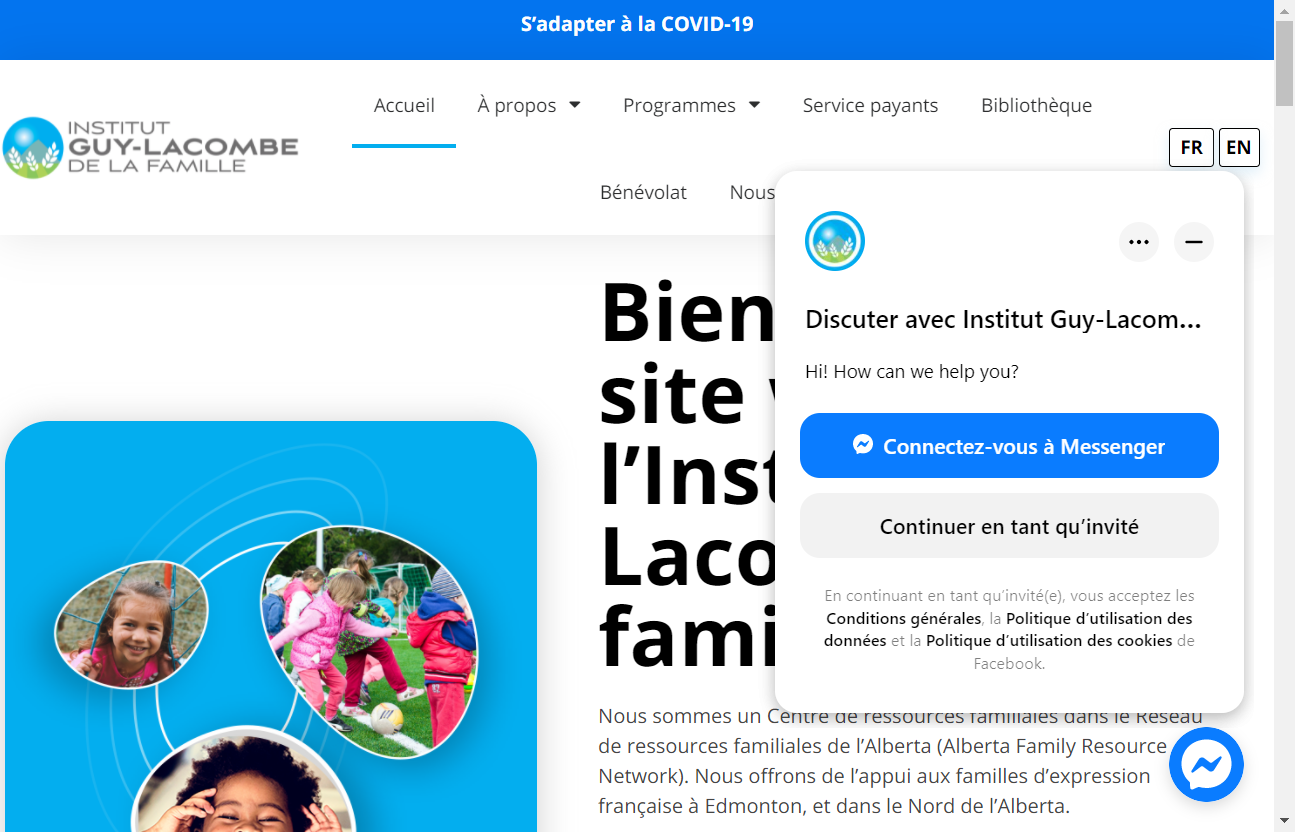 S’adapter à la COVID-19
INSTITUT
GUY-LACOMBE
DE LA FAMILLE
Accueil
À propos
Programmes
Service payants
Bibliothèque
FR
EN
Bénévolat
Nous
Discuter avec Institut Guy-Lacom...
Hi! How can we help you?
Connectez-vous à Messenger
Continuer en tant qu’invité
En continuant en tant qu’invité(e), vous acceptez les
Conditions générales, la Politique d’utilisation des
données et la Politique d’utilisation des cookies de
Facebook.
Bien
site
l’Inst
Laco
fami
Nous sommes un Centre de ressources familiales dans le Réseau
de ressources familiales de l’Alberta (Alberta Family Resource
Network). Nous offrons de l’appui aux familles d’expression
française à Edmonton, et dans le Nord de l’Alberta.